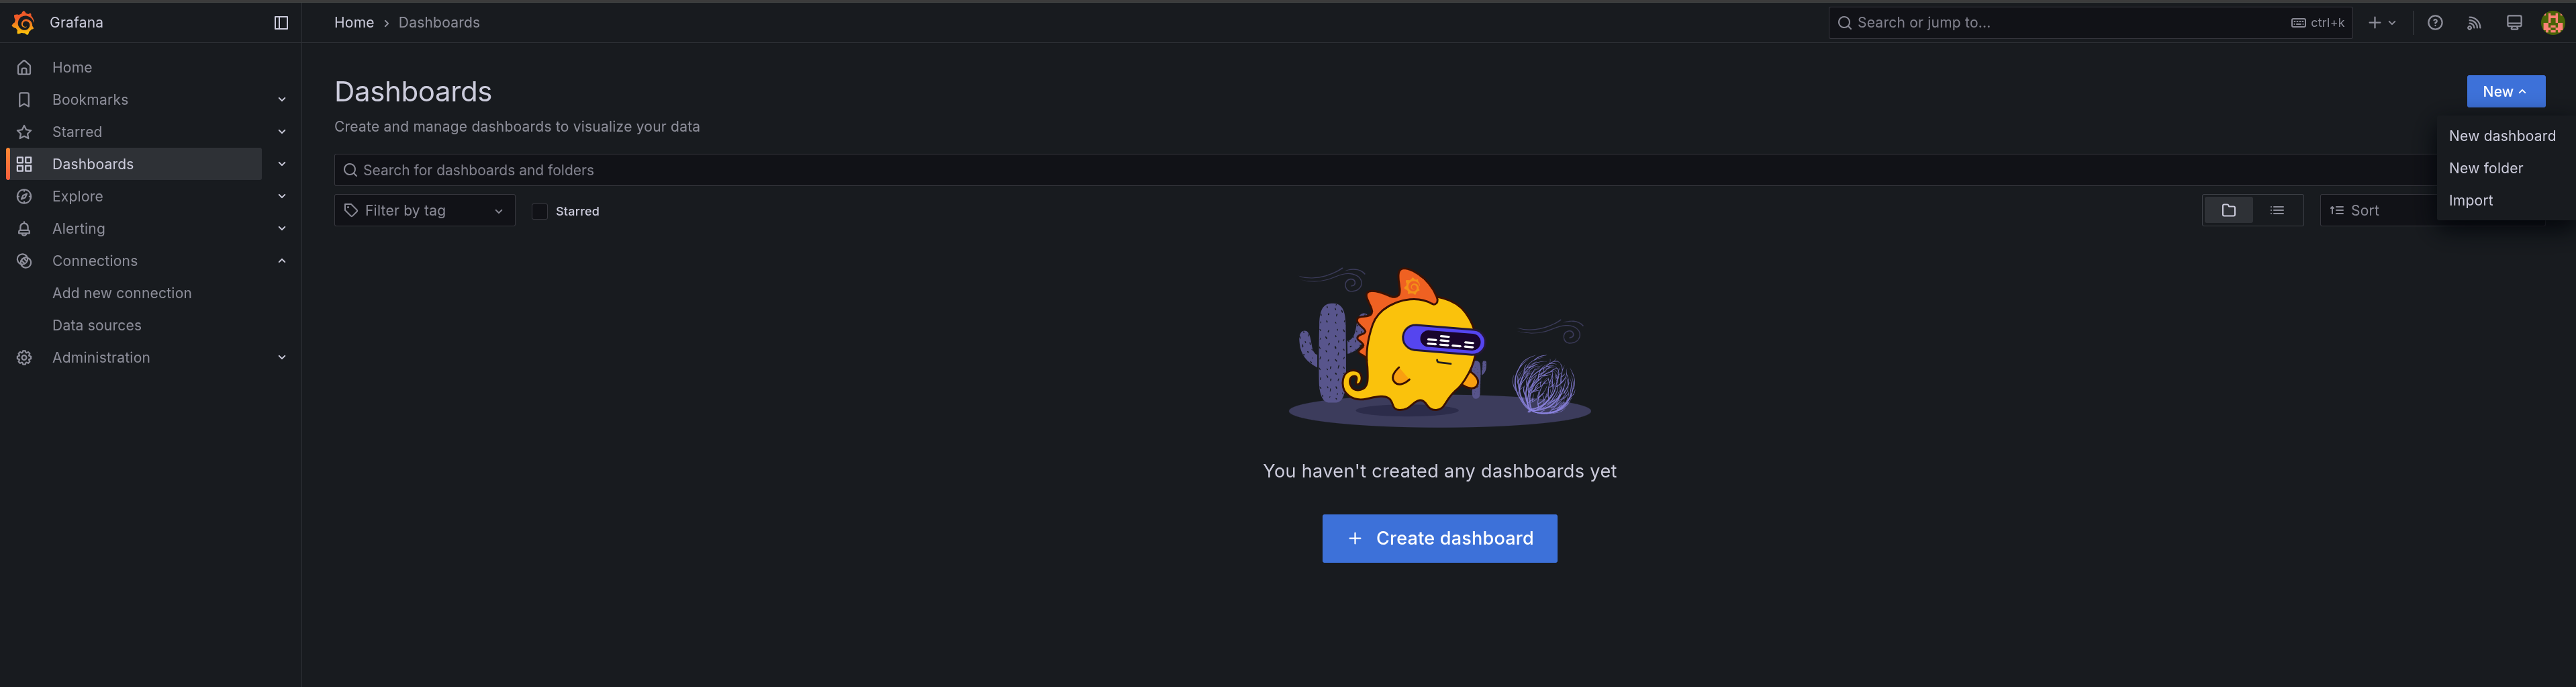 Grafana
Home
Bookmarks
Starred
Dashboards
Explore
Alerting
Connections
Add new connection
Data sources
Administration
Home › Dashboards
Search or jump to...
ctrl+k
Dashboards
Create and manage dashboards to visualize your data
New
New dashboard
New folder
Import
Search for dashboards and folders
Filter by tag
Starred
Sort
You haven't created any dashboards yet
+ Create dashboard